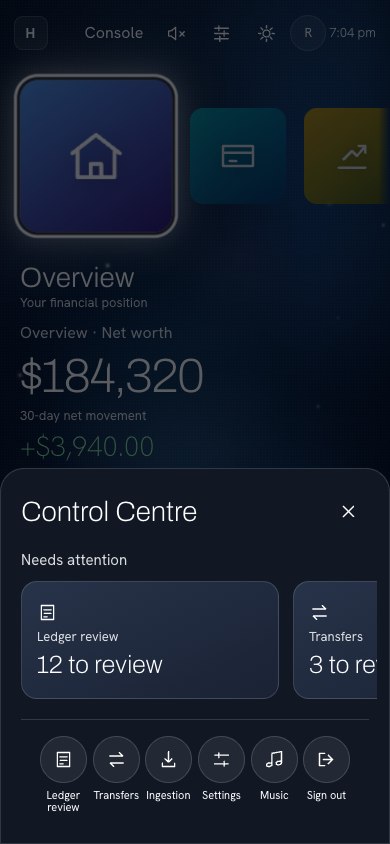 H
Console
R
7:04 pm
Overview
Your financial position
Overview · Net worth
$184,320
30-day net movement
+$3,940.00
Control Centre
Needs attention
Ledger review
12 to review
Transfers
3 to re
Ledger
review
Transfers
Ingestion
Settings
Music
Sign out